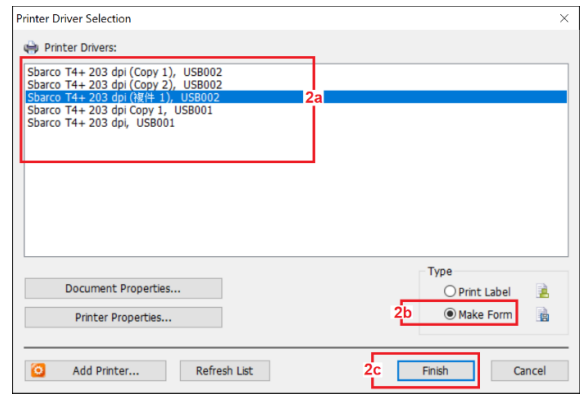 Printer Driver Selection
Printer Drivers:
Sbarco T4+ 203 dpi (Copy 1), USB002
Sbarco T4+ 203 dpi (Copy 2), USB002
Sbarco T4+ 203 dpi (複件 1), USB002
2a
Sbarco T4+ 203 dpi Copy 1, USB001
Sbarco T4+ 203 dpi, USB001
Type
Document Properties...
Print Label
Printer Properties...
2b
Make Form
Add Printer...
Refresh List
2c
Finish
Cancel